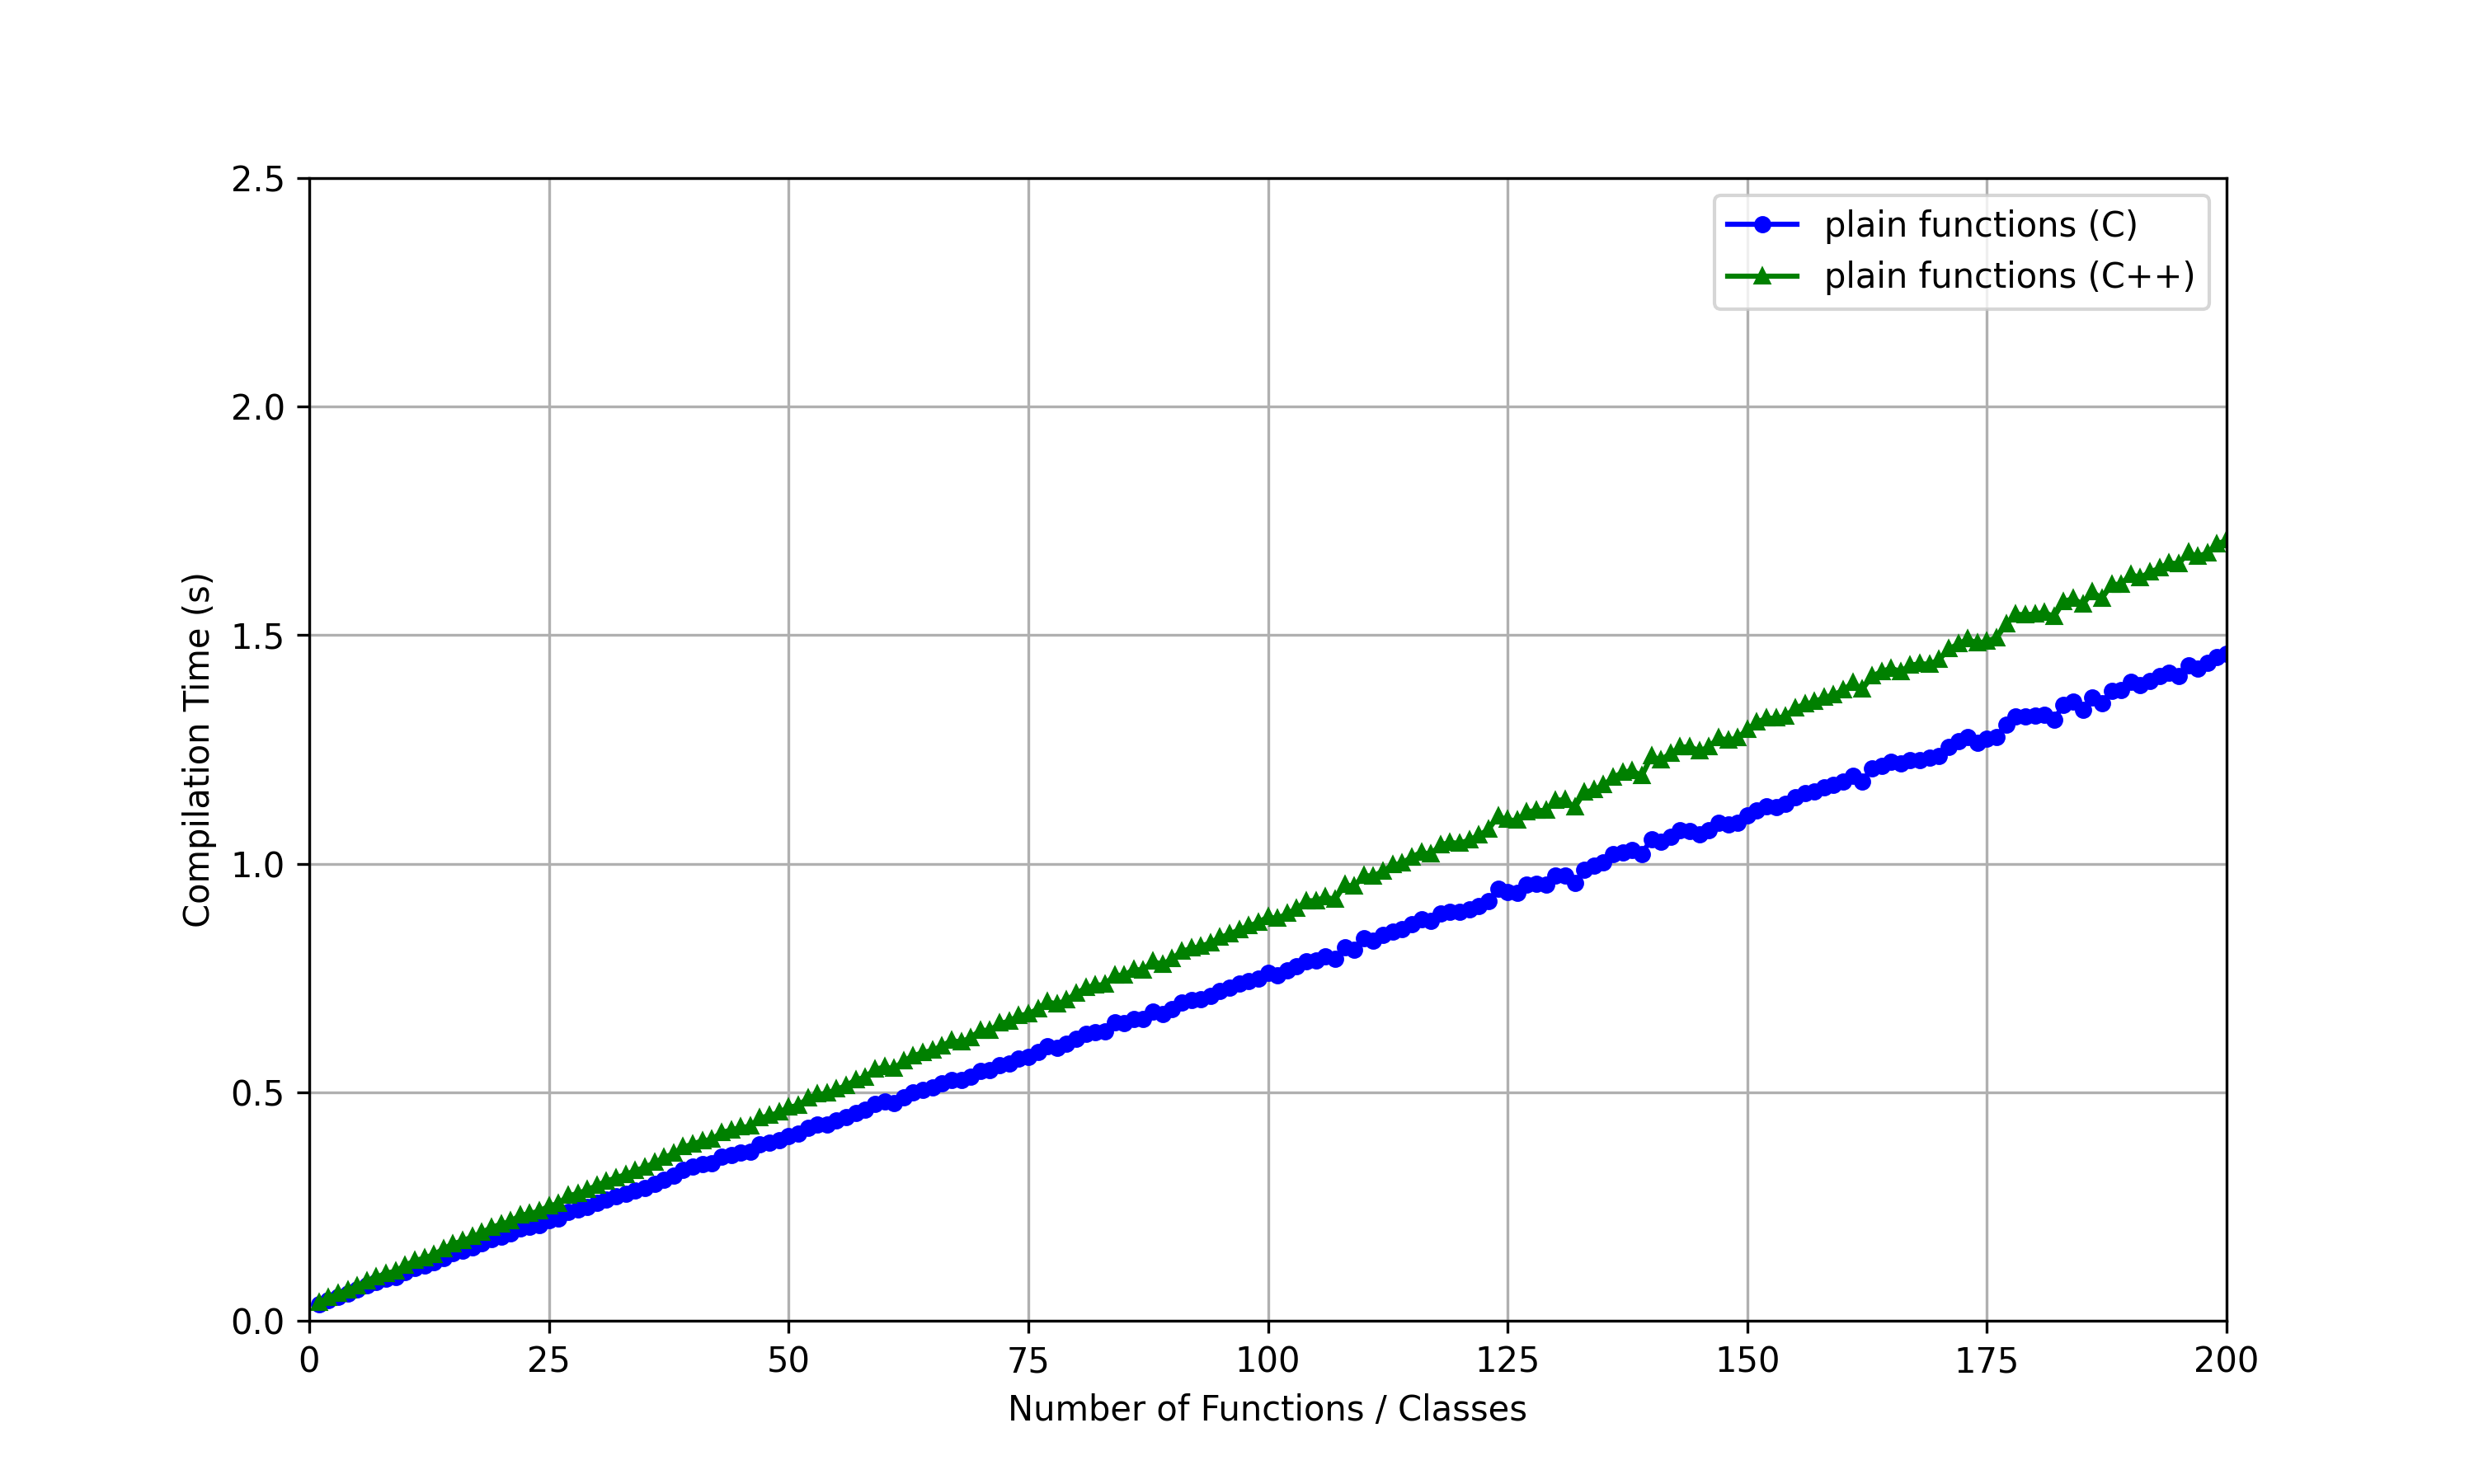 plain functions (C)
plain functions (C++)
2.5
2.0
1.5
1.0
0.5
0.0
Compilation Time (s)
0 25 50 75 100 125 150 175 200
Number of Functions / Classes